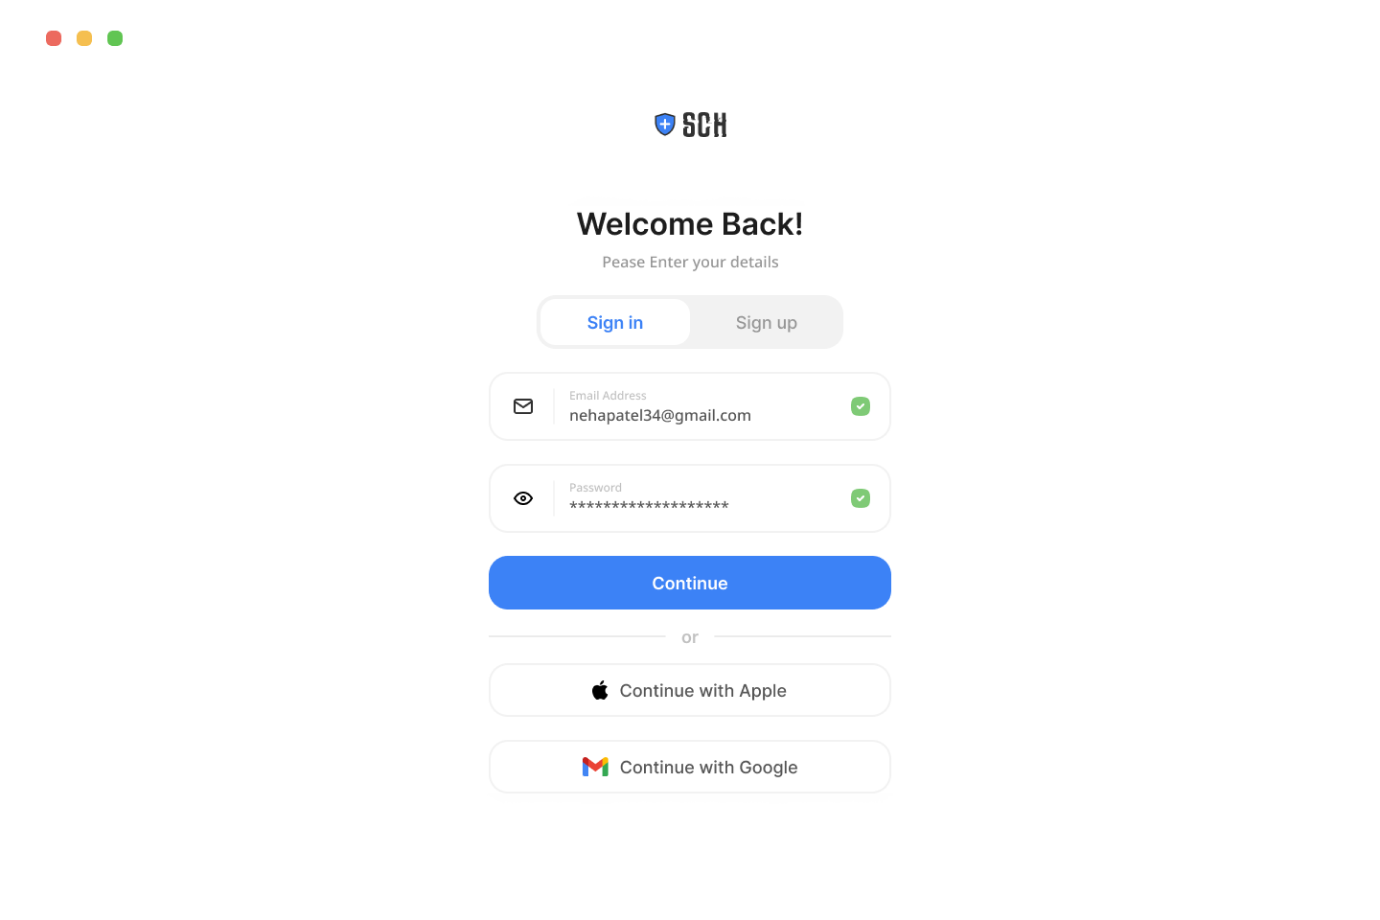 SCH
Welcome Back!
Pease Enter your details
Sign in
Sign up
Email Address
nehapatel34@gmail.com
Password
*******************
Continue
or
Continue with Apple
Continue with Google